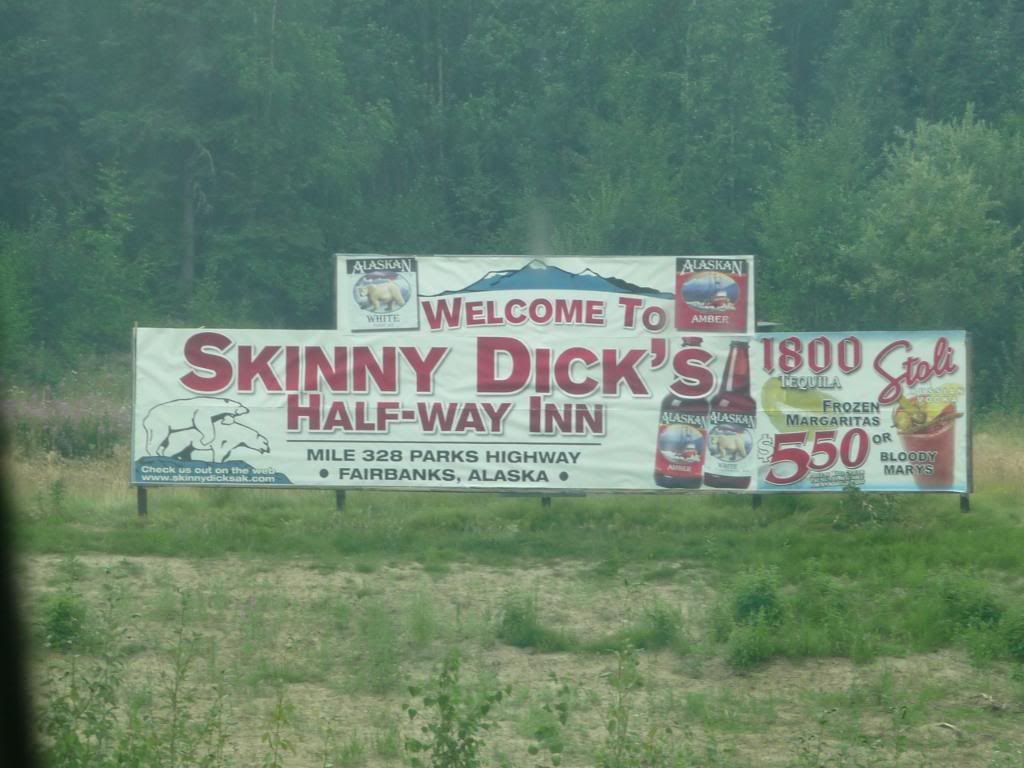 ALASKAN
WHITE
WELCOME TO
ALASKAN
AMBER
SKINNY DICK'S
HALF-WAY INN
MILE 328 PARKS HIGHWAY
• FAIRBANKS, ALASKA •
Check us out on the web
www.skinnydicksak.com
ALASKAN
AMBER
ALASKAN
WHITE
1800
TEQUILA
Stoli
FROZEN
MARGARITAS
$550 OR
BLOODY
MARYS